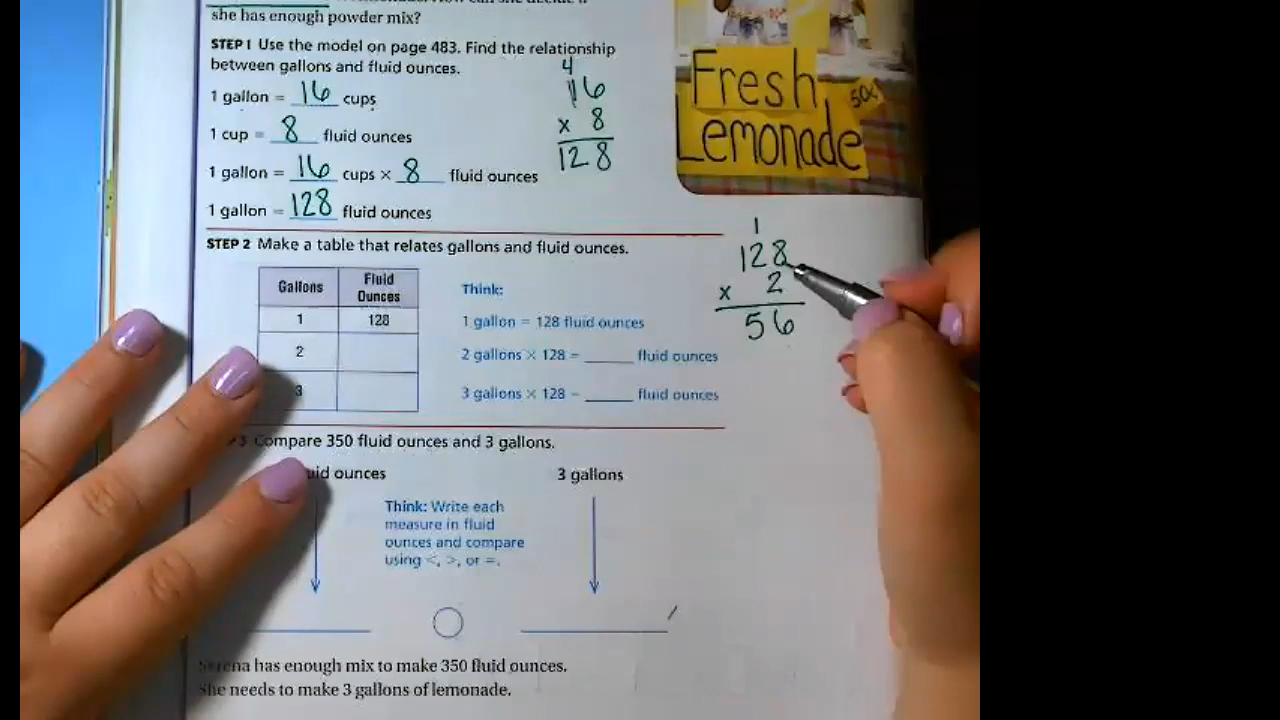 she has enough powder mix?
STEP 1 Use the model on page 483. Find the relationship
between gallons and fluid ounces.
1 gallon = 16 cups
1 cup = 8 fluid ounces
1 gallon = 16 cups × 8 fluid ounces
1 gallon = 128 fluid ounces
4
16
x 8
128
Fresh
50¢
Lemonade
STEP 2 Make a table that relates gallons and fluid ounces.
Gallons Fluid Ounces
1 128
2
3
Think:
1 gallon = 128 fluid ounces
2 gallons × 128 = ____ fluid ounces
3 gallons × 128 = ____ fluid ounces
1
128
x 2
56
3 Compare 350 fluid ounces and 3 gallons.
ounces 3 gallons
Think: Write each
measure in fluid
ounces and compare
using <, >, or =.
has enough mix to make 350 fluid ounces.
She needs to make 3 gallons of lemonade.